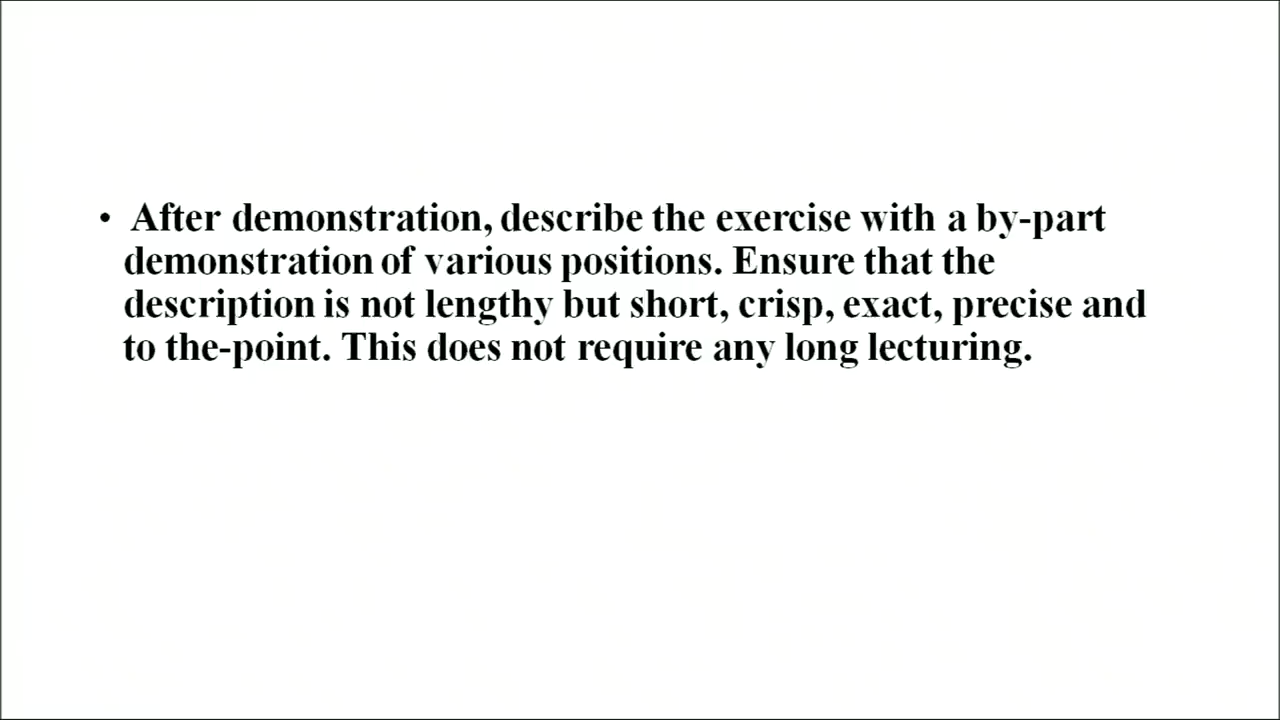 • After demonstration, describe the exercise with a by-part
demonstration of various positions. Ensure that the
description is not lengthy but short, crisp, exact, precise and
to the-point. This does not require any long lecturing.